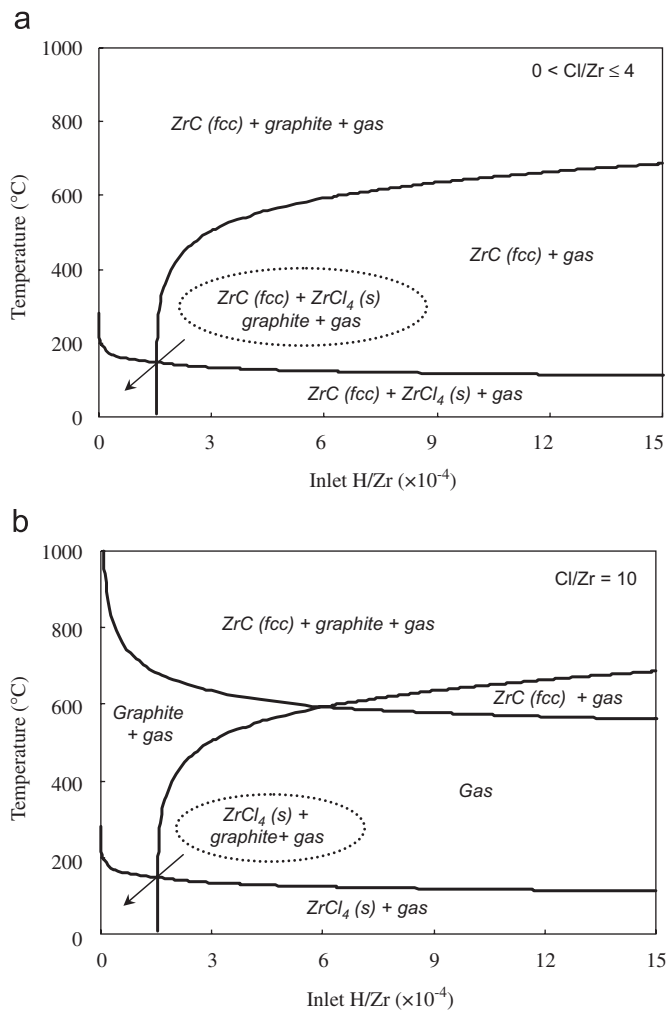 a
1000
0 < Cl/Zr ≤ 4
800
ZrC (fcc) + graphite + gas
600
Temperature (°C)
ZrC (fcc) + gas
400
ZrC (fcc) + ZrCl₄ (s)
graphite + gas
200
ZrC (fcc) + ZrCl₄ (s) + gas
0
0 3 6 9 12 15
Inlet H/Zr (×10⁻⁴)
b
1000
Cl/Zr = 10
800
ZrC (fcc) + graphite + gas
ZrC (fcc) + gas
600
Graphite
+ gas
Temperature (°C)
Gas
400
ZrCl₄ (s) +
graphite+ gas
200
ZrCl₄ (s) + gas
0
0 3 6 9 12 15
Inlet H/Zr (×10⁻⁴)